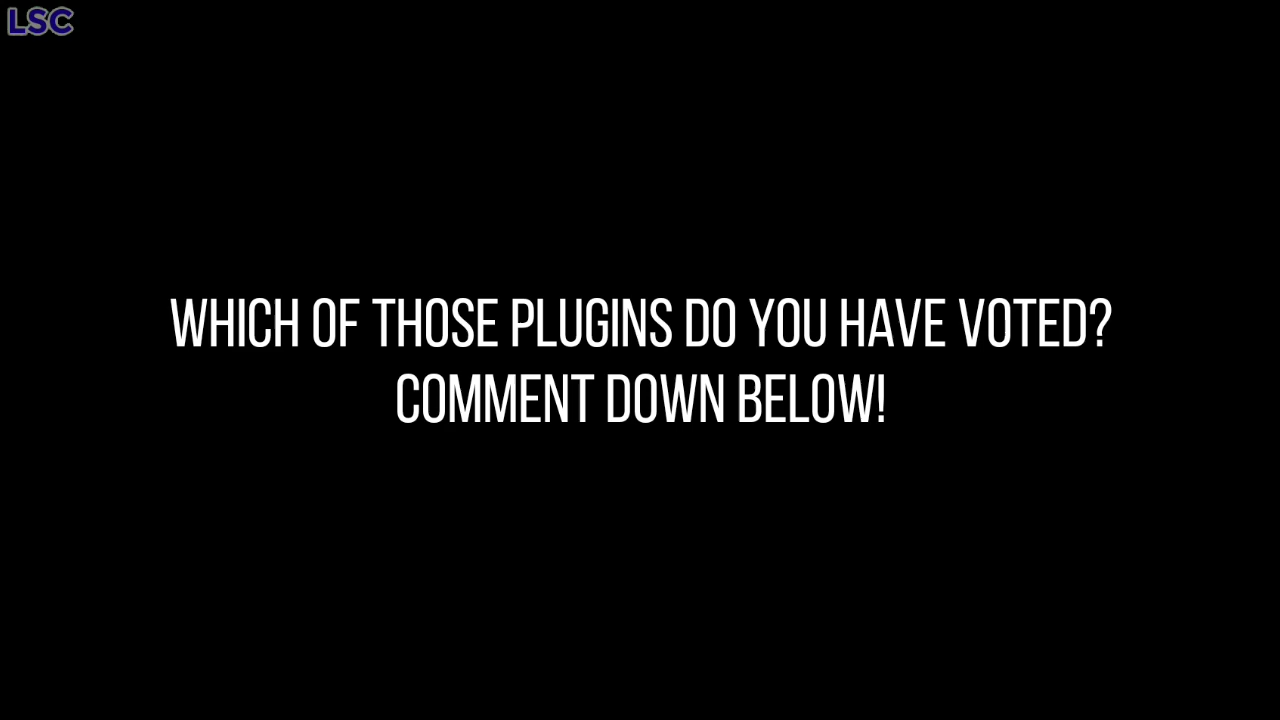 LSC
WHICH OF THOSE PLUGINS DO YOU HAVE VOTED?
COMMENT DOWN BELOW!